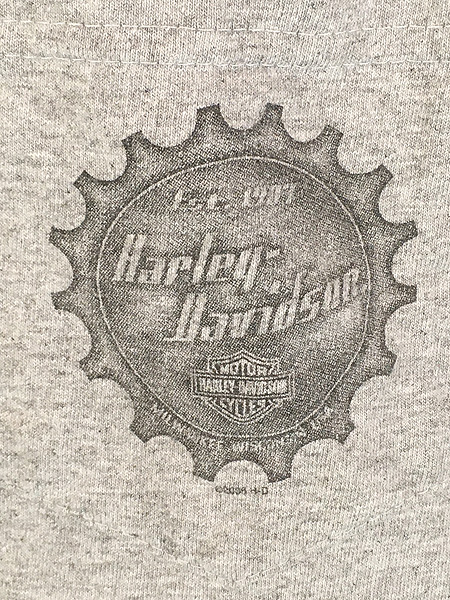 Est. 1903
Harley-
Davidson
MOTOR
HARLEY-DAVIDSON
CYCLES
MILWAUKEE, WISCONSIN U.S.A.
H-D